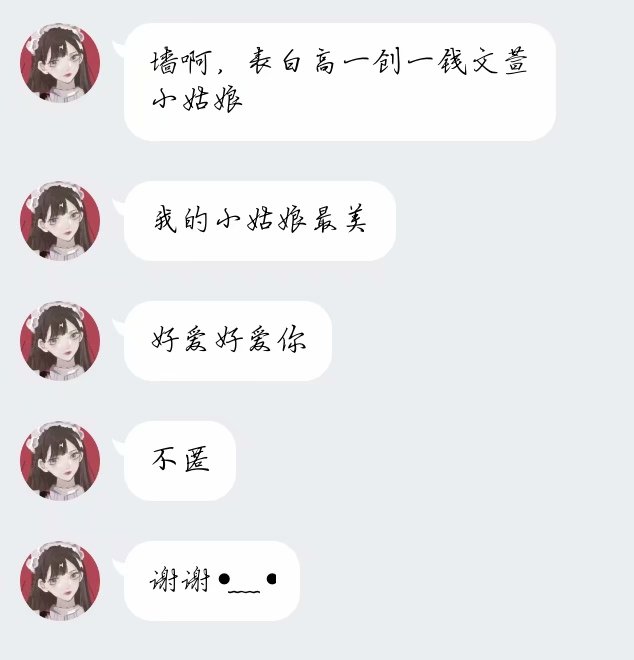 墙啊，表白高一创一钱文萱
小姑娘
我的小姑娘最美
好爱好爱你
不匿
谢谢•﹏•